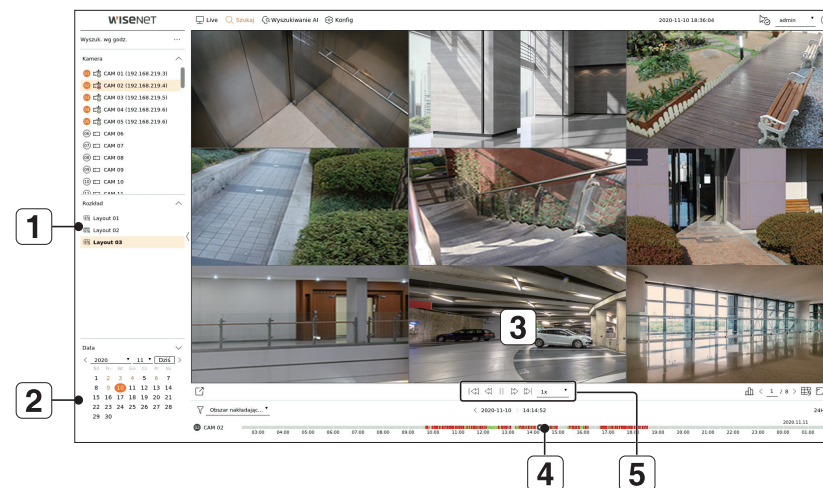 WISENET
Live
Szukaj
Wyszukiwanie AI
Konfig
2020-11-10 18:36:04
admin
Wyszuk. wg godz.
Kamera
CAM 01 (192.168.219.3)
CAM 02 (192.168.219.4)
CAM 03 (192.168.219.5)
CAM 04 (192.168.219.6)
CAM 05 (192.168.219.6)
06 CAM 06
07 CAM 07
08 CAM 08
09 CAM 09
10 CAM 10
CAM 11
Rozkład
Layout 01
Layout 02
Layout 03
1
Data
< 2020 11 Dziś >
1 2 3 4 5 6 7
8 9 10 11 12 13 14
15 16 17 18 19 20 21
22 23 24 25 26 27 28
29 30
2
3
1x
< 1 / 8 >
Obszar nakładając...
< 2020-11-10 14:14:52
24H
2020.11.11
CAM 02
03:00 04:00 05:00 06:00 07:00 08:00 09:00 10:00 11:00 12:00 13:00 14:00 15:00 16:00 17:00 18:00 19:00 20:00 21:00 22:00 23:00 00:00 01:00
4
5